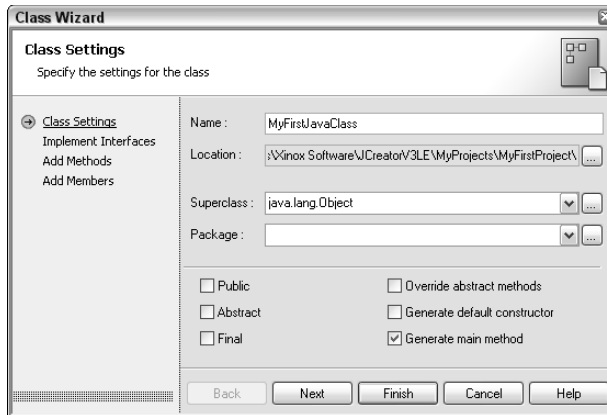 Class Wizard
Class Settings
Specify the settings for the class
Class Settings
Implement Interfaces
Add Methods
Add Members
Name : MyFirstJavaClass
Location : ;\Xinox Software\JCreatorV3LE\MyProjects\MyFirstProject\ ...
Superclass : java.lang.Object ...
Package : ...
Public Override abstract methods
Abstract Generate default constructor
Final Generate main method
Back Next Finish Cancel Help